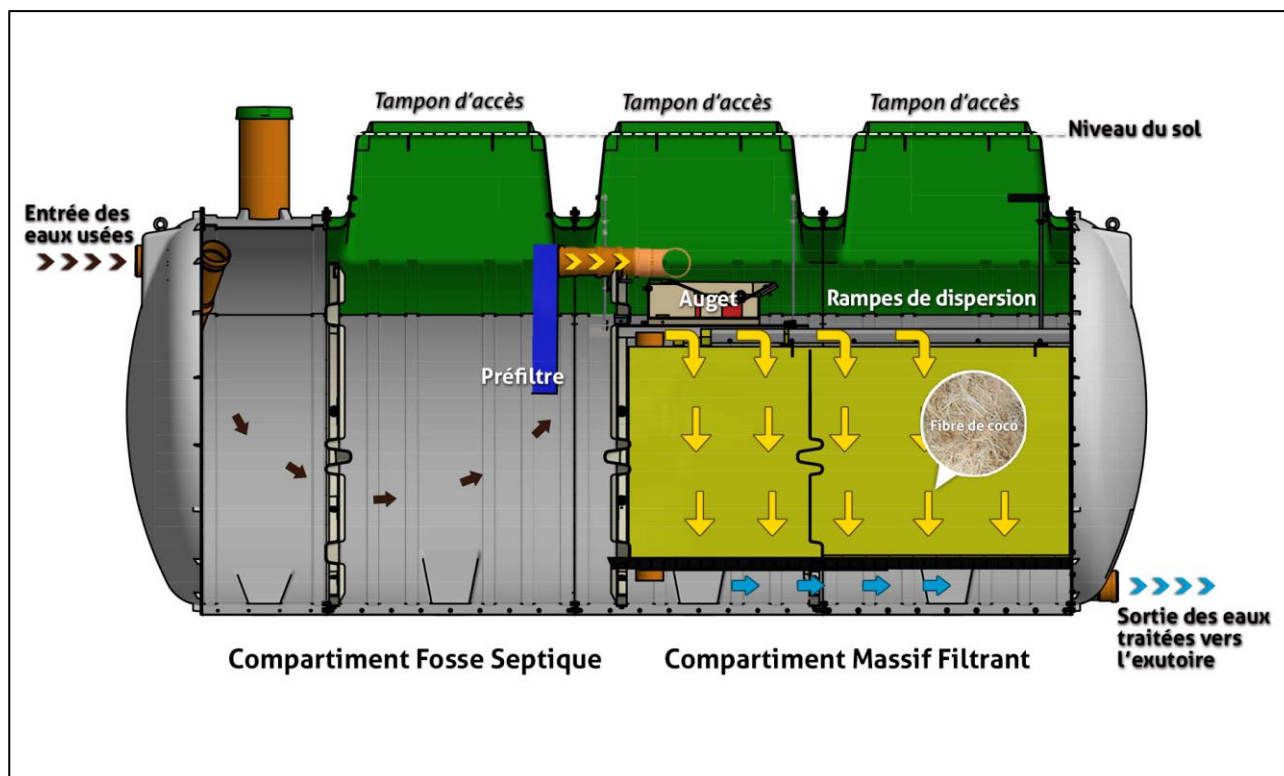 Tampon d'accès
Tampon d'accès
Tampon d'accès
Niveau du sol
Entrée des
eaux usées
Auget
Rampes de dispersion
Préfiltre
Fibre de coco
Sortie des eaux
traitées vers
l'exutoire
Compartiment Fosse Septique
Compartiment Massif Filtrant